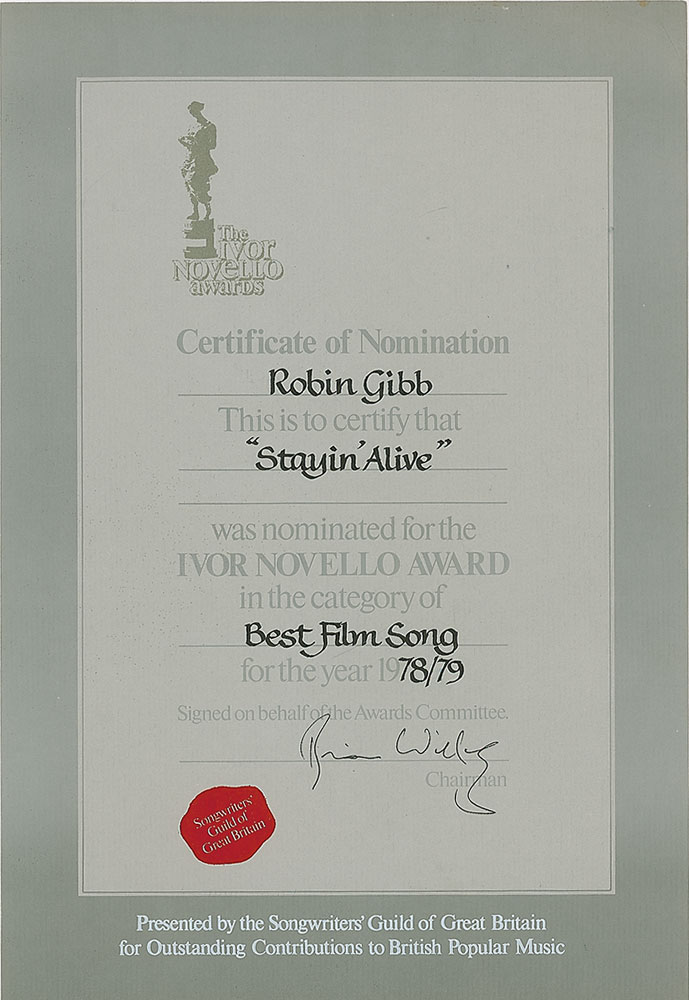 The
IVOR
NOVELLO
awards
Certificate of Nomination
Robin Gibb
This is to certify that
"Stayin' Alive"
was nominated for the
IVOR NOVELLO AWARD
in the category of
Best Film Song
for the year 1978/79
Signed on behalf of the Awards Committee.
Brian Willey
Chairman
Songwriters'
Guild of
Great Britain
Presented by the Songwriters' Guild of Great Britain
for Outstanding Contributions to British Popular Music